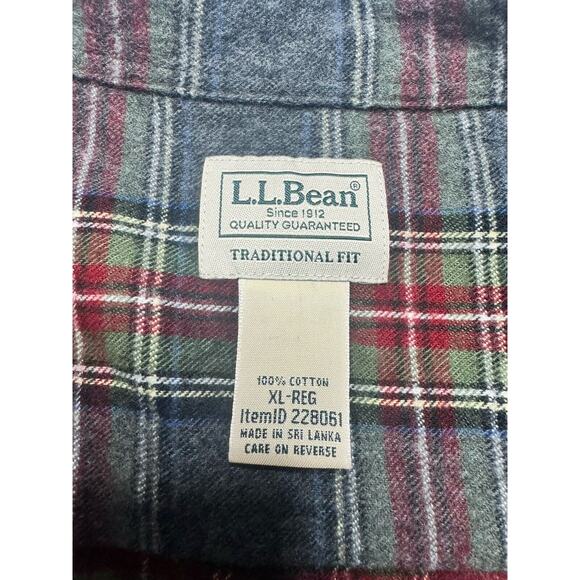 L.L.Bean®
Since 1912
QUALITY GUARANTEED
TRADITIONAL FIT
100% COTTON
XL-REG
ItemID 228061
MADE IN SRI LANKA
CARE ON REVERSE